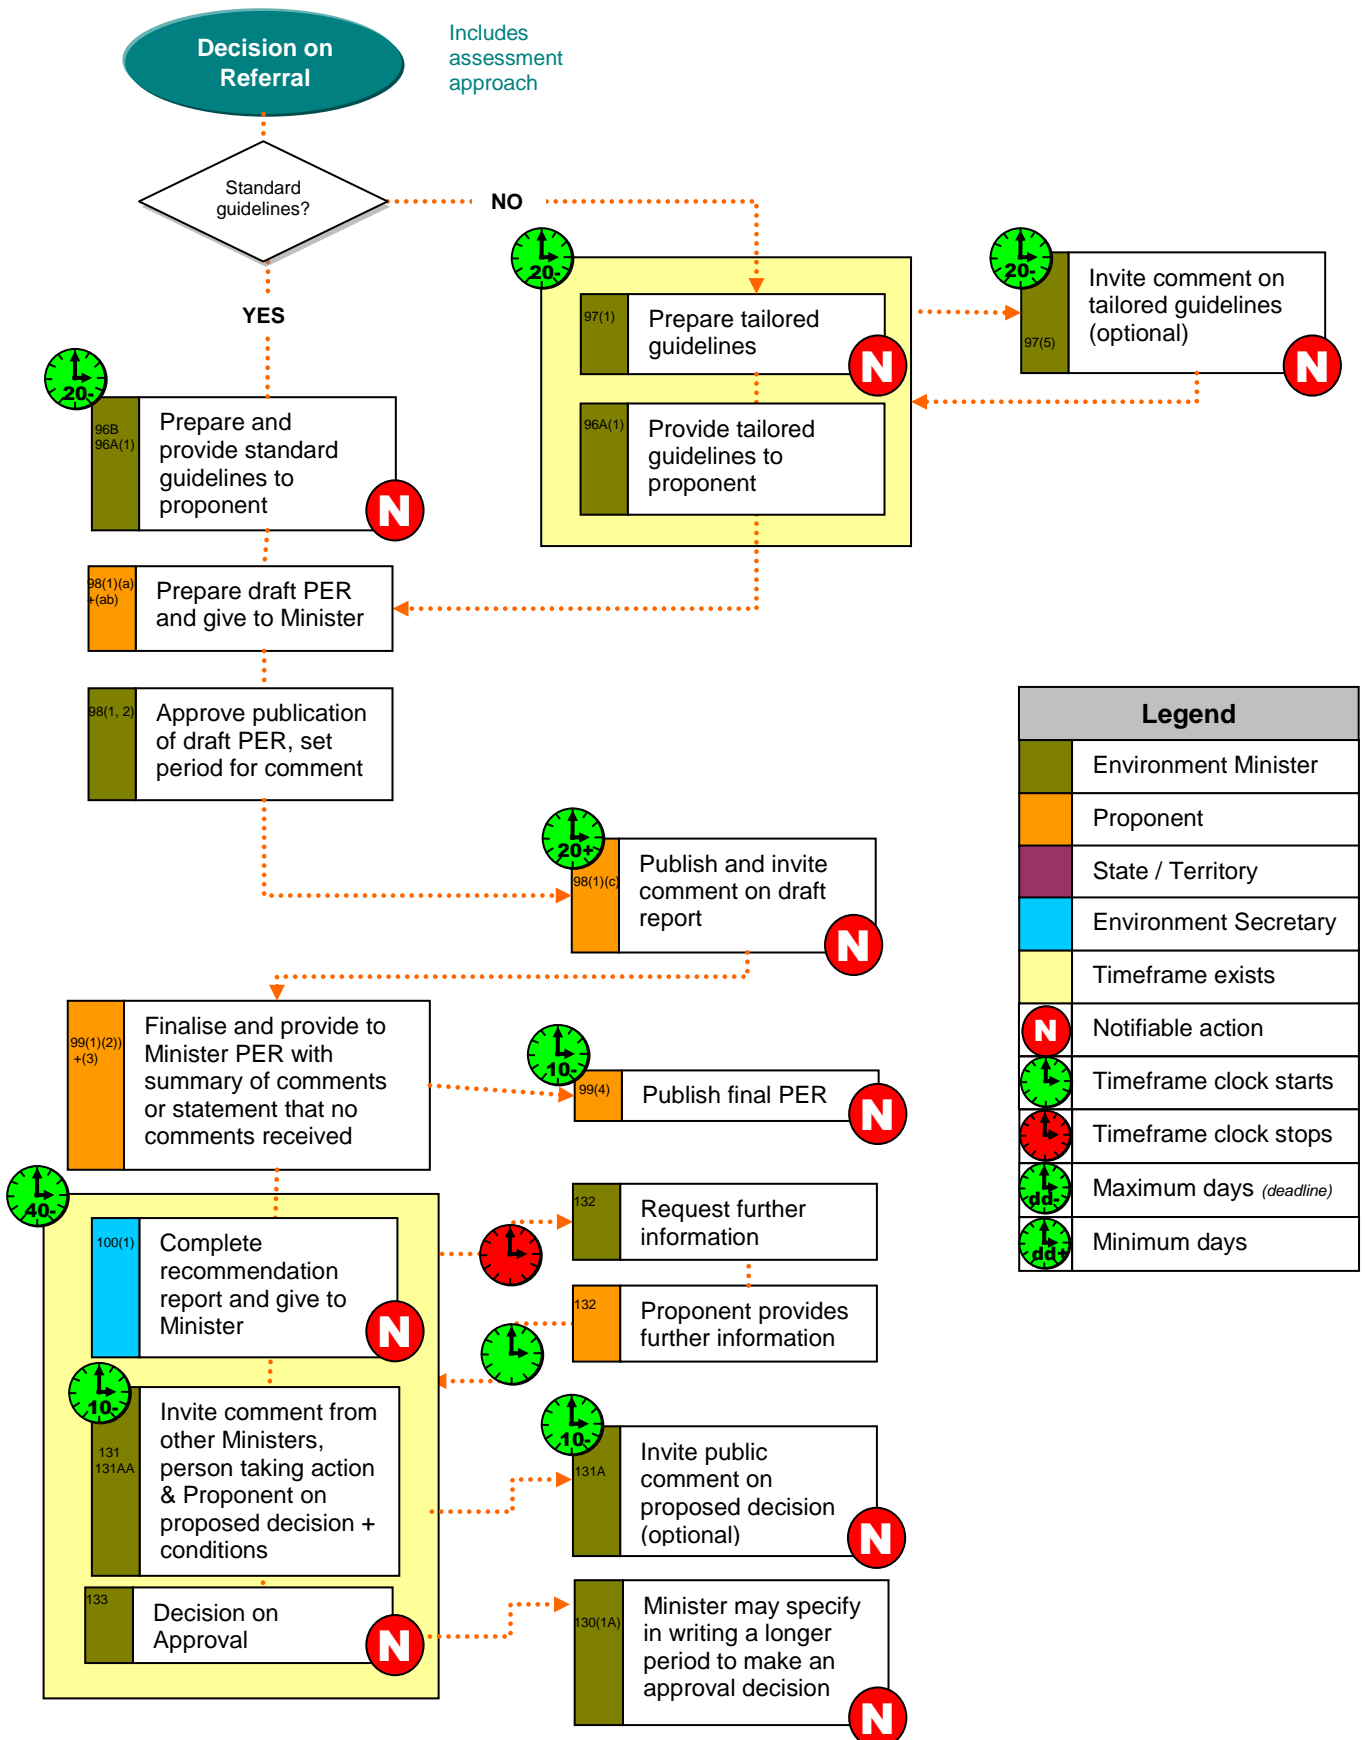 Decision on
Referral
Includes
assessment
approach
Standard
guidelines?
NO
YES
20-
97(1)
Prepare tailored
guidelines
N
96A(1)
Provide tailored
guidelines to
proponent
20-
97(5)
Invite comment on
tailored guidelines
(optional)
N
20-
96B
96A(1)
Prepare and
provide standard
guidelines to
proponent
N
98(1)(a)
+(ab)
Prepare draft PER
and give to Minister
98(1, 2)
Approve publication
of draft PER, set
period for comment
20+
98(1)(c)
Publish and invite
comment on draft
report
N
99(1)(2))
+(3)
Finalise and provide to
Minister PER with
summary of comments
or statement that no
comments received
10-
99(4)
Publish final PER
N
40-
100(1)
Complete
recommendation
report and give to
Minister
N
132
Request further
information
132
Proponent provides
further information
10-
131
131AA
Invite comment from
other Ministers,
person taking action
& Proponent on
proposed decision +
conditions
10-
131A
Invite public
comment on
proposed decision
(optional)
N
133
Decision on
Approval
N
130(1A)
Minister may specify
in writing a longer
period to make an
approval decision
N
Legend
Environment Minister
Proponent
State / Territory
Environment Secretary
Timeframe exists
N
Notifiable action
Timeframe clock starts
Timeframe clock stops
dd-
Maximum days (deadline)
dd+
Minimum days